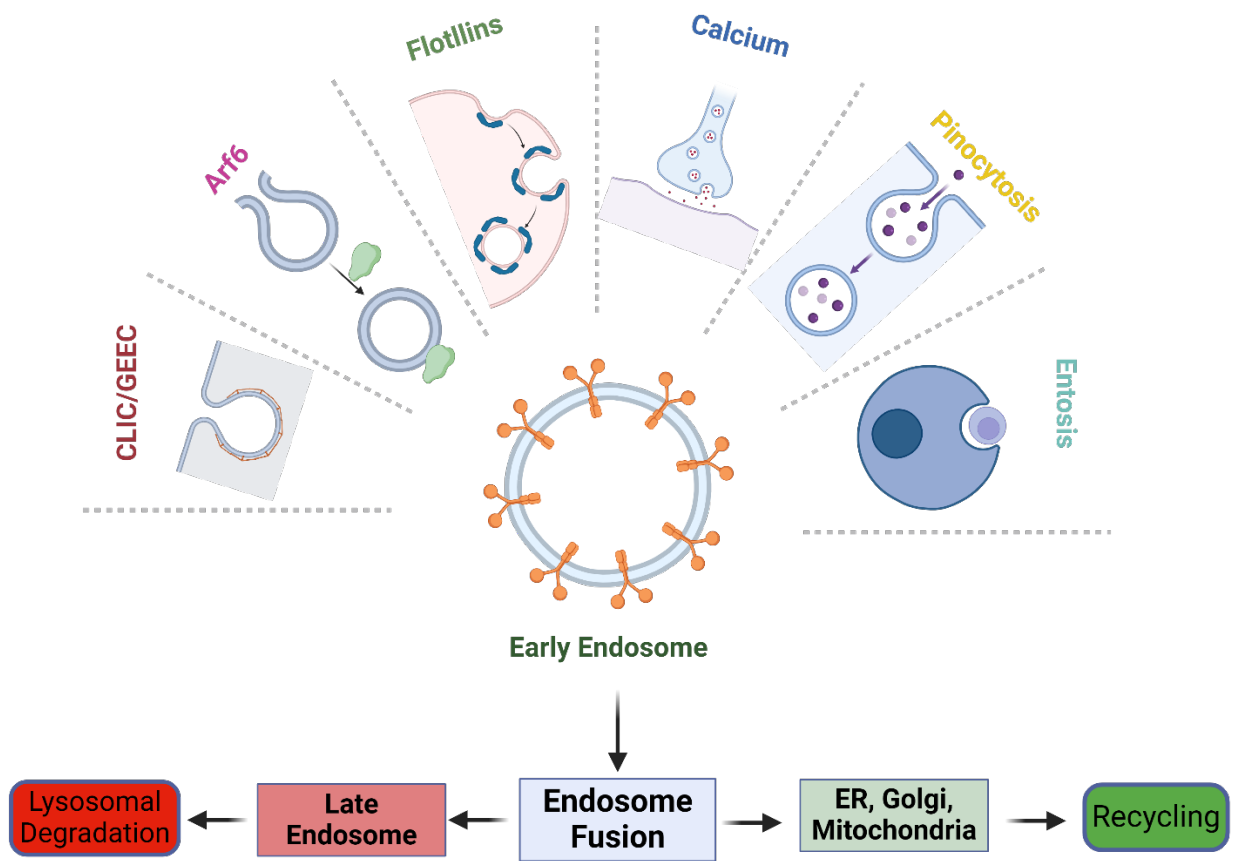 Flotllins
Calcium
Arf6
Pinocytosis
CLIC/GEEC
Entosis
Early Endosome
Lysosomal
Degradation
Late
Endosome
Endosome
Fusion
ER, Golgi,
Mitochondria
Recycling